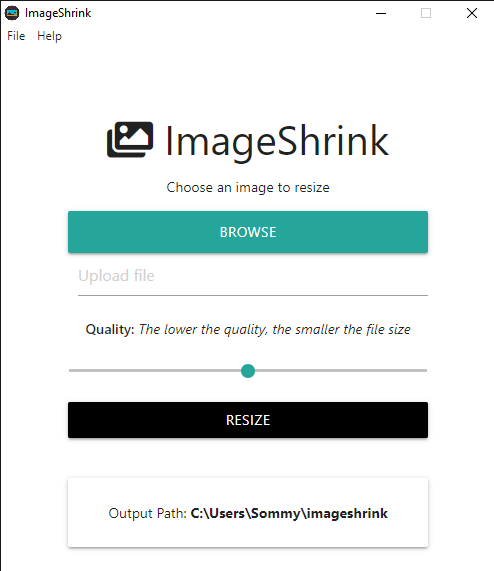 ImageShrink
File Help
ImageShrink
Choose an image to resize
BROWSE
Upload file
Quality: The lower the quality, the smaller the file size
RESIZE
Output Path: C:\Users\Sommy\imageshrink